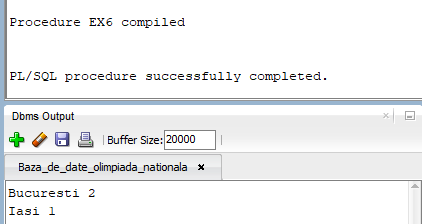 Procedure EX6 compiled
PL/SQL procedure successfully completed.
Dbms Output
Buffer Size: 20000
Baza_de_date_olimpiada_nationala
Bucuresti 2
Iasi 1